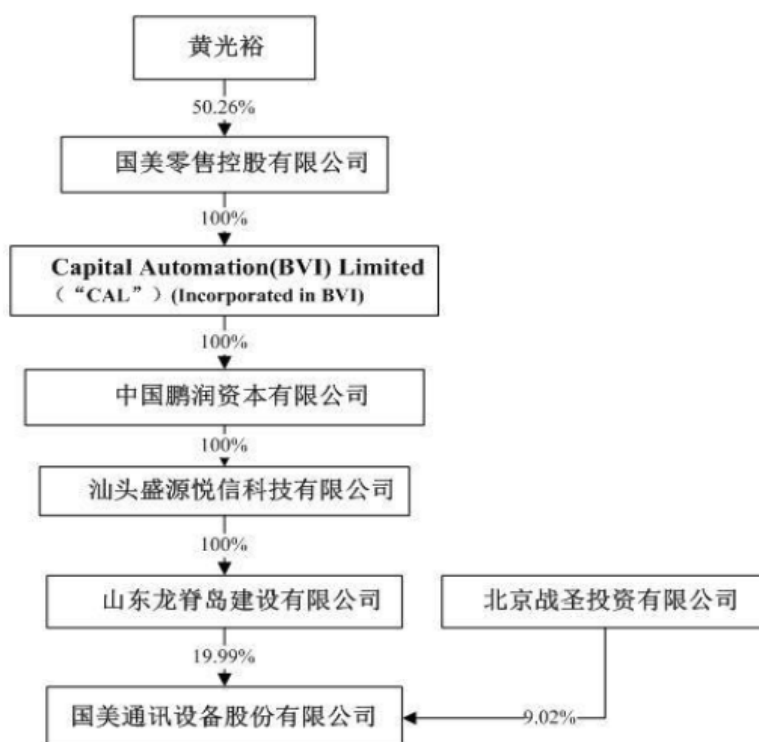 黄光裕
50.26%
国美零售控股有限公司
100%
Capital Automation(BVI) Limited
（“CAL”）(Incorporated in BVI)
100%
中国鹏润资本有限公司
100%
汕头盛源悦信科技有限公司
100%
山东龙脊岛建设有限公司
北京战圣投资有限公司
19.99%
国美通讯设备股份有限公司
9.02%